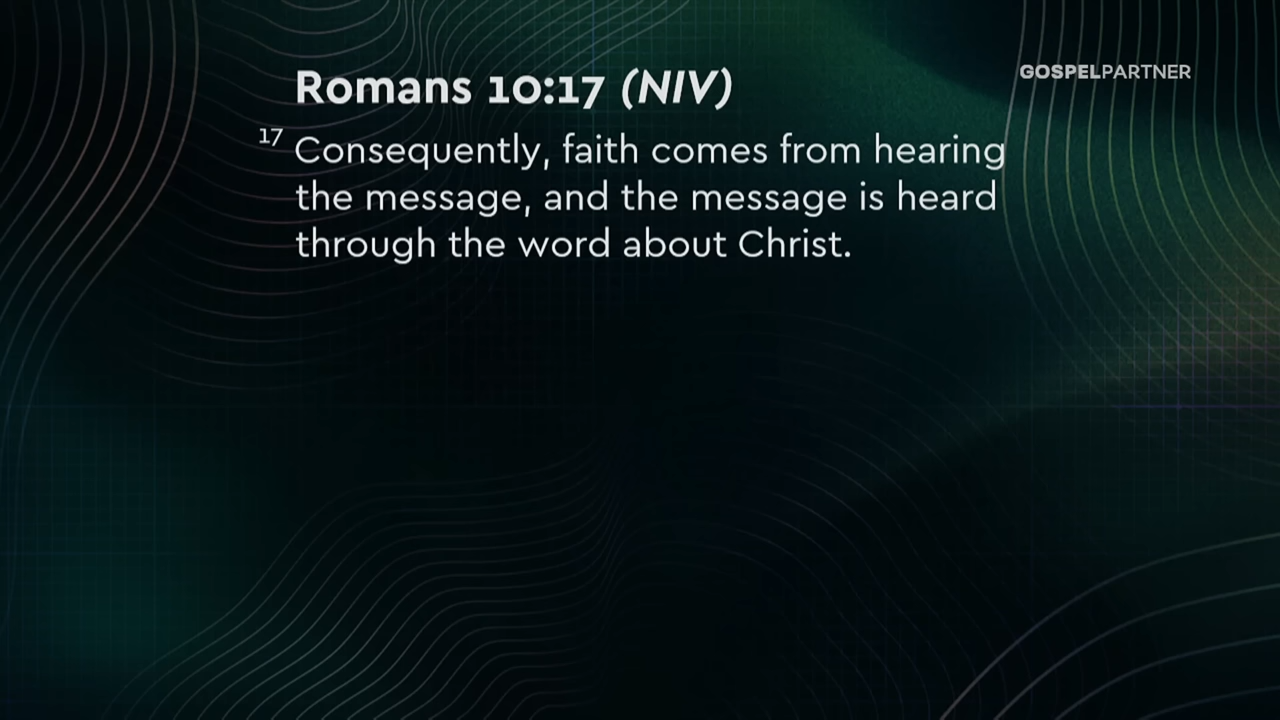 Romans 10:17 (NIV)
GOSPELPARTNER
17 Consequently, faith comes from hearing
the message, and the message is heard
through the word about Christ.